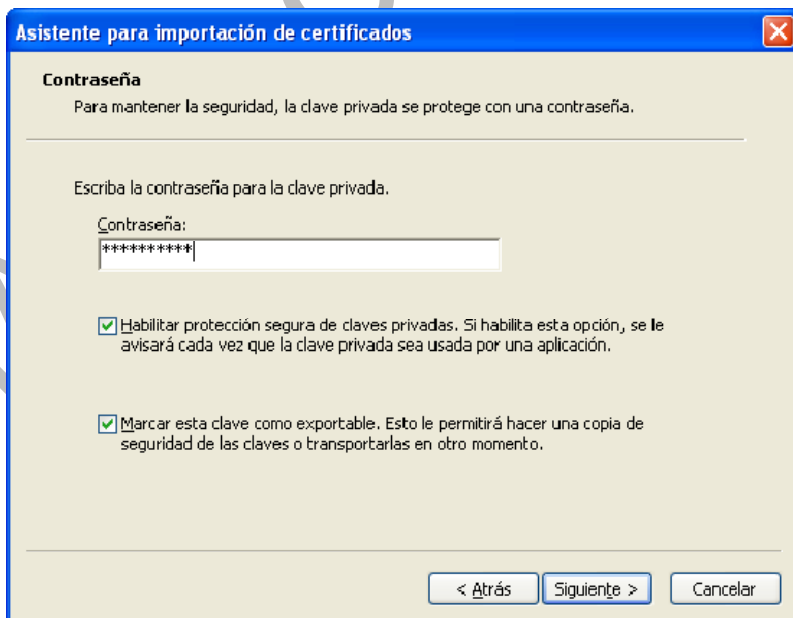 Asistente para importación de certificados
Contraseña
Para mantener la seguridad, la clave privada se protege con una contraseña.
Escriba la contraseña para la clave privada.
Contraseña:
**********
Habilitar protección segura de claves privadas. Si habilita esta opción, se le
avisará cada vez que la clave privada sea usada por una aplicación.
Marcar esta clave como exportable. Esto le permitirá hacer una copia de
seguridad de las claves o transportarlas en otro momento.
< Atrás Siguiente > Cancelar